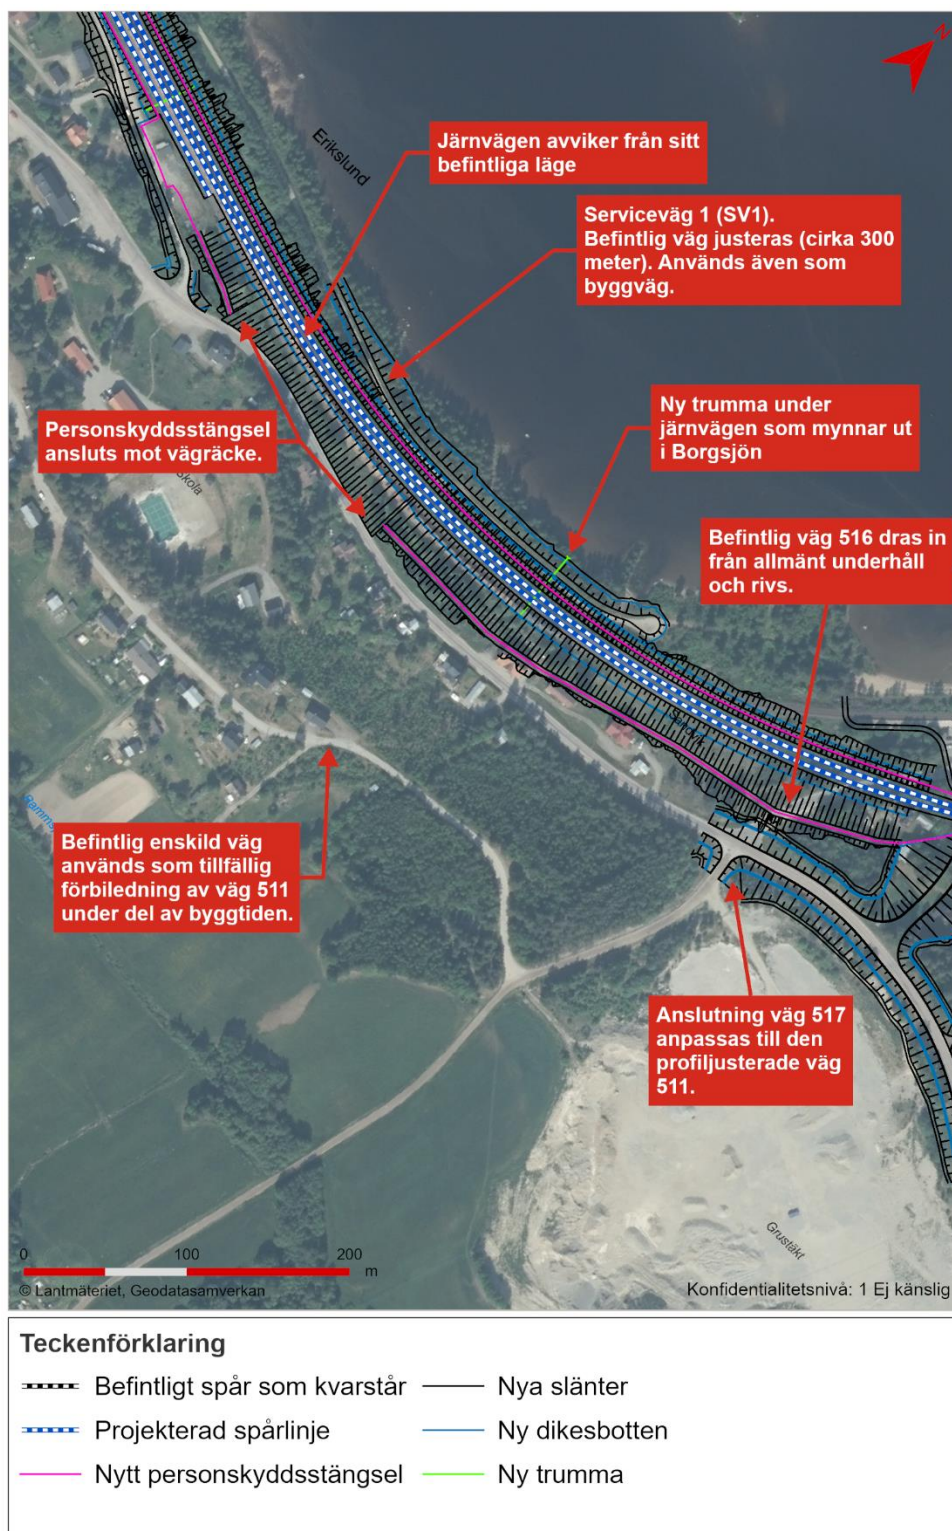 N
Erikslund
Järnvägen avviker från sitt
befintliga läge
Serviceväg 1 (SV1).
Befintlig väg justeras (cirka 300
meter). Används även som
byggväg.
Personskyddsstängsel
ansluts mot vägräcke.
Skola
Ny trumma under
järnvägen som mynnar ut
i Borgsjön
Befintlig väg 516 dras in
från allmänt underhåll
och rivs.
Sandvik
Befintlig enskild väg
används som tillfällig
förbiledning av väg 511
under del av byggtiden.
Anslutning väg 517
anpassas till den
profiljusterade väg
511.
Grustäkt
0 100 200
m
© Lantmäteriet, Geodatasamverkan
Konfidentialitetsnivå: 1 Ej känslig
Teckenförklaring
Befintligt spår som kvarstår
Nya slänter
Projekterad spårlinje
Ny dikesbotten
Nytt personskyddsstängsel
Ny trumma